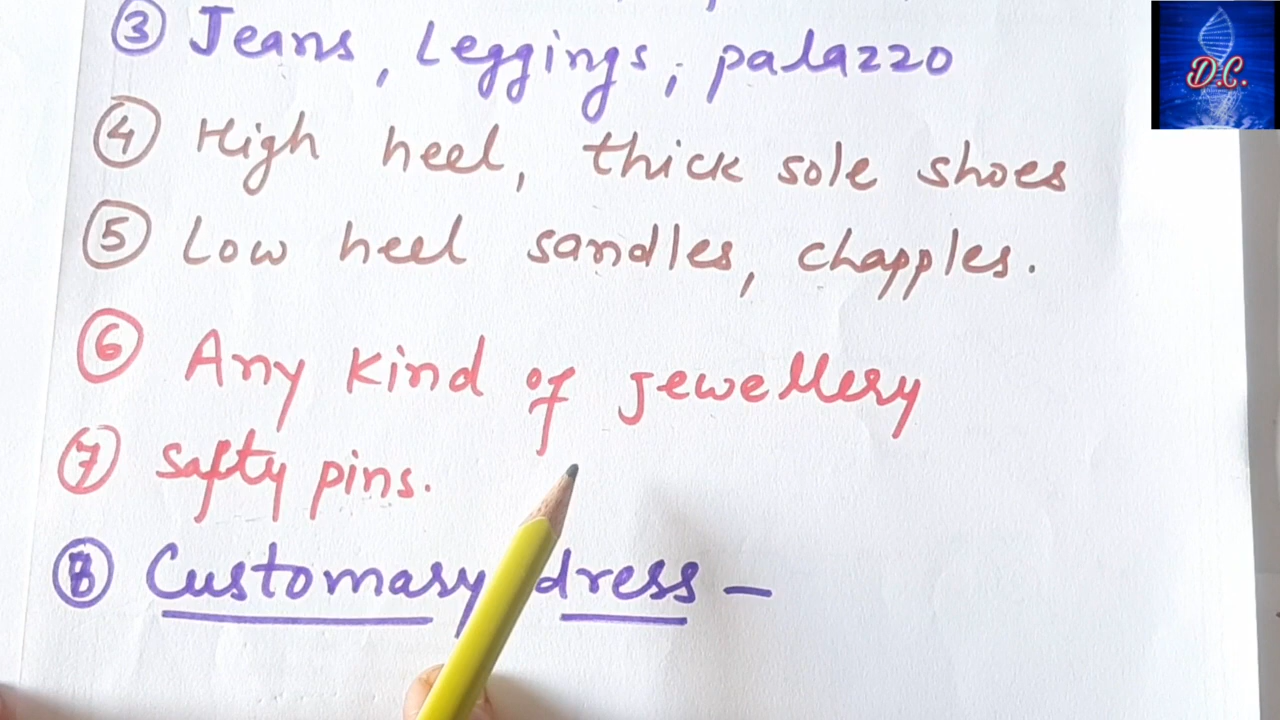 ③ Jeans, Leggings, palazzo
④ High heel, thick sole shoes
⑤ Low heel sandles, chapples.
⑥ Any kind of jewellery
⑦ safty pins.
⑧ Customary dress —
D.C.